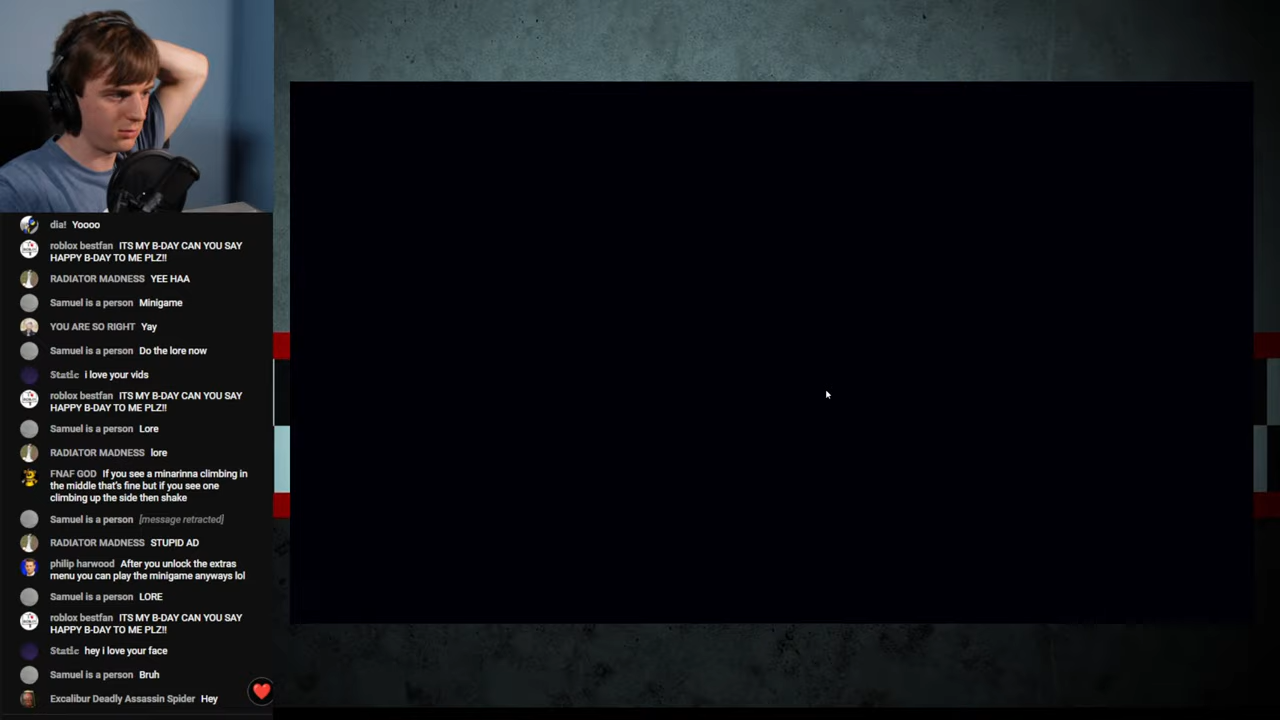 dia! Yoooo
roblox bestfan ITS MY B-DAY CAN YOU SAY
HAPPY B-DAY TO ME PLZ!!
RADIATOR MADNESS YEE HAA
Samuel is a person Minigame
YOU ARE SO RIGHT Yay
Samuel is a person Do the lore now
Static i love your vids
roblox bestfan ITS MY B-DAY CAN YOU SAY
HAPPY B-DAY TO ME PLZ!!
Samuel is a person Lore
RADIATOR MADNESS lore
FNAF GOD If you see a minarinna climbing in
the middle that's fine but if you see one
climbing up the side then shake
Samuel is a person [message retracted]
RADIATOR MADNESS STUPID AD
philip harwood After you unlock the extras
menu you can play the minigame anyways lol
Samuel is a person LORE
roblox bestfan ITS MY B-DAY CAN YOU SAY
HAPPY B-DAY TO ME PLZ!!
Static hey i love your face
Samuel is a person Bruh
Excalibur Deadly Assassin Spider Hey